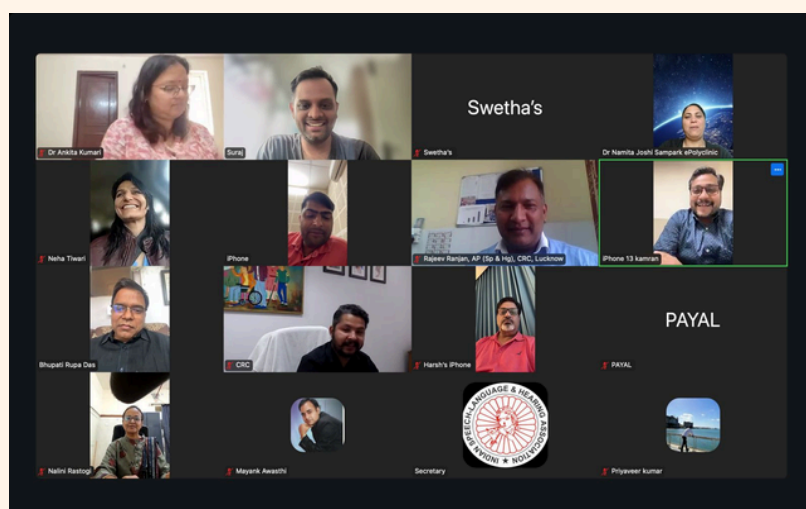 Dr Ankita Kumari
Suraj
Swetha's
Swetha's
Dr Namita Joshi Sampark ePolyclinic
Neha Tiwari
iPhone
Rajeev Ranjan, AP (Sp & Hg), CRC, Lucknow
iPhone 13 kamran
Bhupati Rupa Das
CRC
Harsh's iPhone
PAYAL
PAYAL
Nalini Rastogi
Mayank Awasthi
INDIAN SPEECH-LANGUAGE & HEARING ASSOCIATION
Secretary
Priyaveer kumar